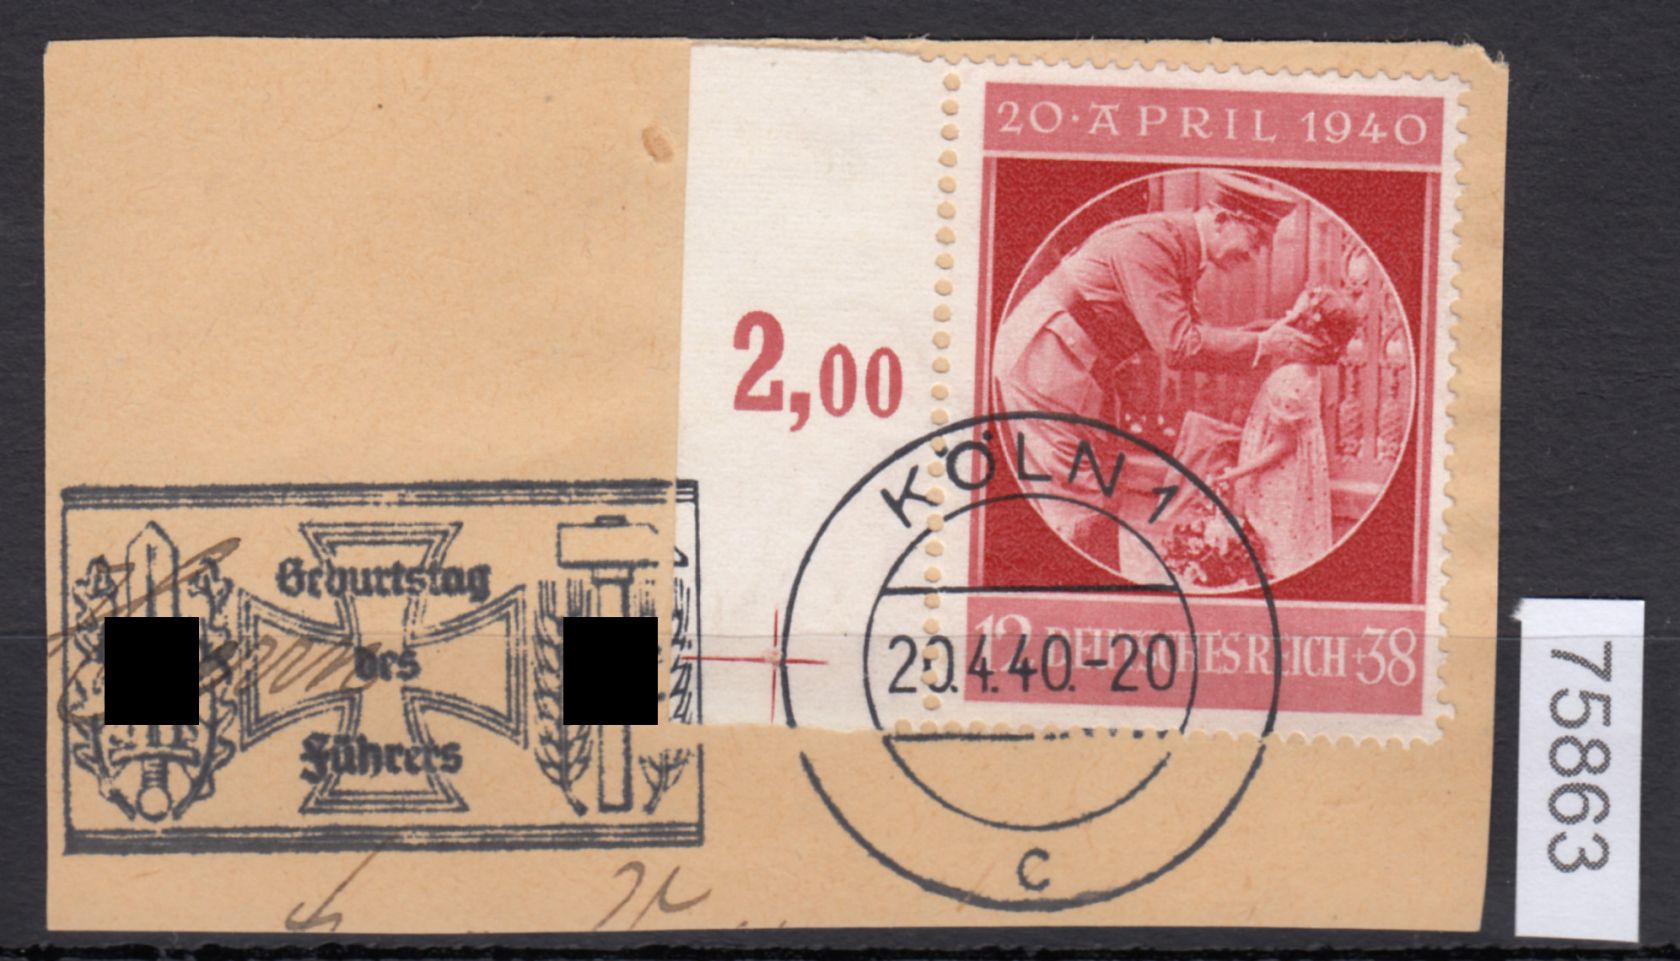 20·APRIL 1940
2,00
12 DEUTSCHES REICH +38
KÖLN 1
20.4.40.-20
c
Geburtstag
des
Führers
75863